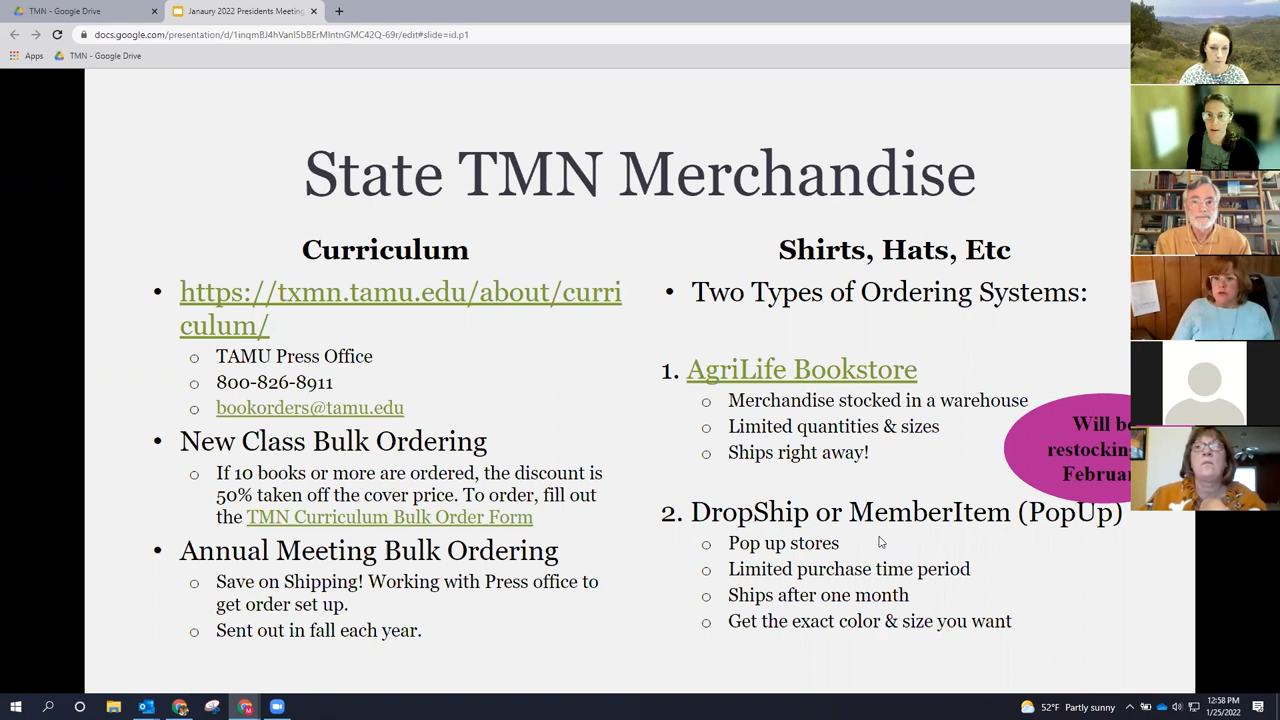 TMN - Google Drive
Janaury 2022 Presidents Meeting
docs.google.com/presentation/d/1inqmBJ4hVanI5bBErMIntnGMC42Q-69r/edit#slide=id.p1
Apps
TMN - Google Drive
State TMN Merchandise
Curriculum
• https://txmn.tamu.edu/about/curri
culum/
o TAMU Press Office
o 800-826-8911
o bookorders@tamu.edu
• New Class Bulk Ordering
o If 10 books or more are ordered, the discount is
50% taken off the cover price. To order, fill out
the TMN Curriculum Bulk Order Form
• Annual Meeting Bulk Ordering
o Save on Shipping! Working with Press office to
get order set up.
o Sent out in fall each year.
Shirts, Hats, Etc
• Two Types of Ordering Systems:
1. AgriLife Bookstore
o Merchandise stocked in a warehouse
o Limited quantities & sizes
o Ships right away!
Will be
restockin
Februa
2. DropShip or MemberItem (PopUp)
o Pop up stores
o Limited purchase time period
o Ships after one month
o Get the exact color & size you want
52°F Partly sunny
12:58 PM
1/25/2022